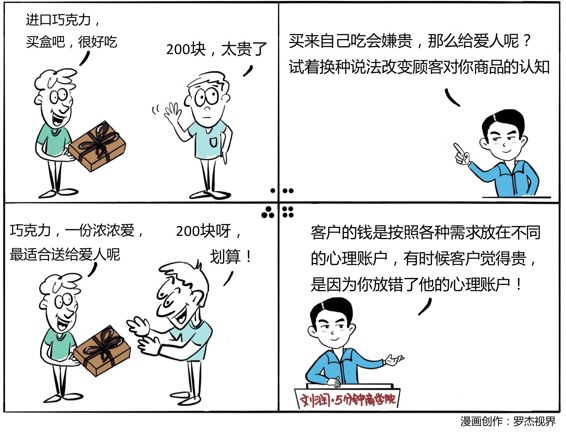 进口巧克力，
买盒吧，很好吃
200块，太贵了
买来自己吃会嫌贵，那么给爱人呢？
试着换种说法改变顾客对你商品的认知
巧克力，一份浓浓爱，
最适合送给爱人呢
200块呀，
划算！
客户的钱是按照各种需求放在不同
的心理账户，有时候客户觉得贵，
是因为你放错了他的心理账户！
刘润·5分钟商学院
漫画创作：罗杰视界